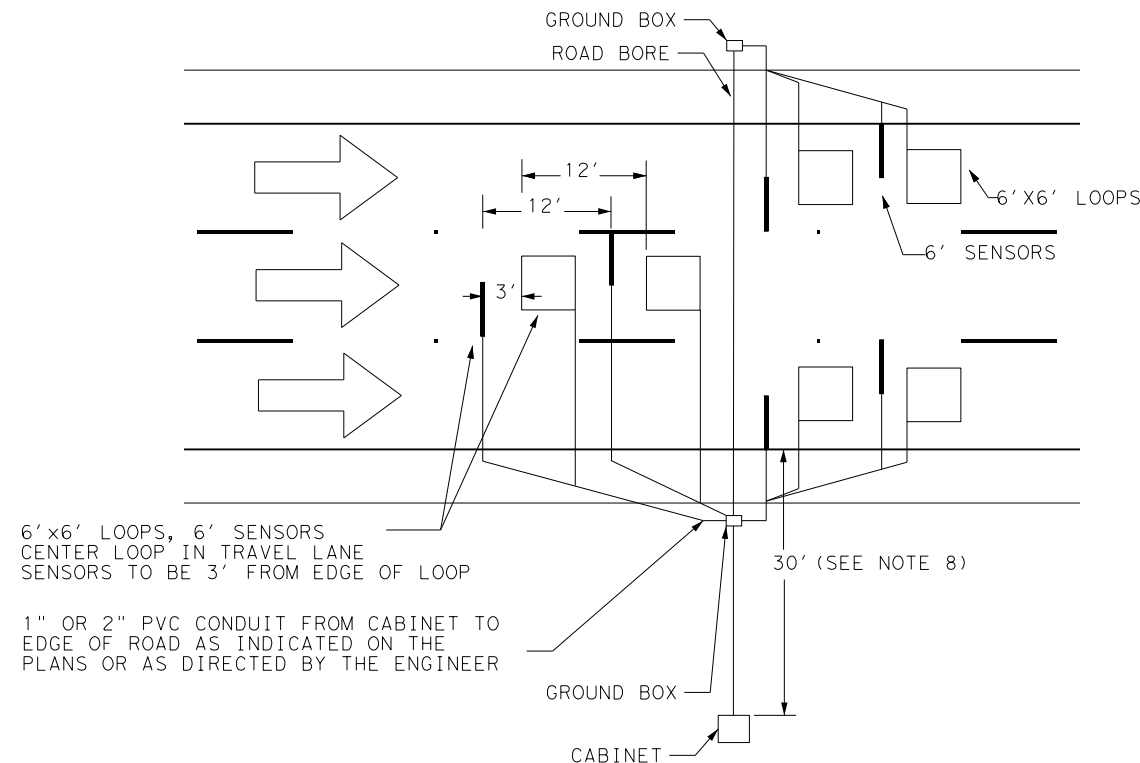 GROUND BOX
ROAD BORE
12'
12'
6'X6' LOOPS
6' SENSORS
3'
6'x6' LOOPS, 6' SENSORS
CENTER LOOP IN TRAVEL LANE
SENSORS TO BE 3' FROM EDGE OF LOOP
30' (SEE NOTE 8)
1" OR 2" PVC CONDUIT FROM CABINET TO
EDGE OF ROAD AS INDICATED ON THE
PLANS OR AS DIRECTED BY THE ENGINEER
GROUND BOX
CABINET